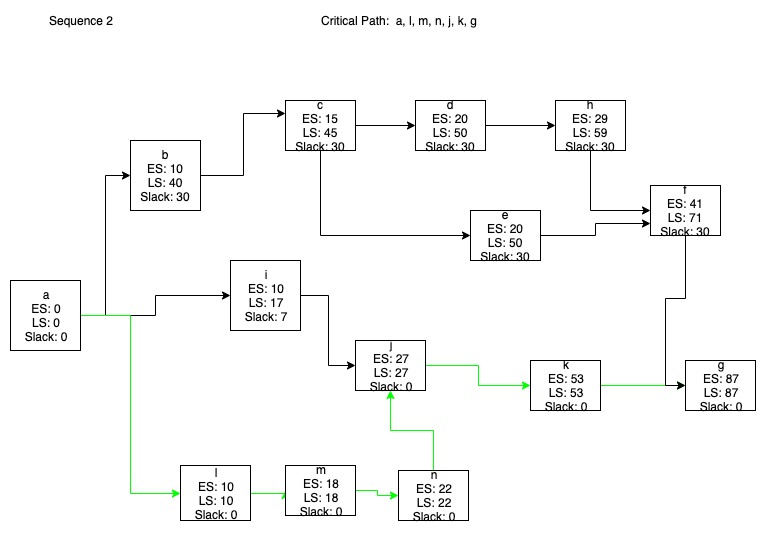 Sequence 2
Critical Path: a, l, m, n, j, k, g
c
ES: 15
LS: 45
Slack: 30
d
ES: 20
LS: 50
Slack: 30
h
ES: 29
LS: 59
Slack: 30
b
ES: 10
LS: 40
Slack: 30
f
ES: 41
LS: 71
Slack: 30
e
ES: 20
LS: 50
Slack: 30
i
ES: 10
LS: 17
Slack: 7
a
ES: 0
LS: 0
Slack: 0
j
ES: 27
LS: 27
Slack: 0
k
ES: 53
LS: 53
Slack: 0
g
ES: 87
LS: 87
Slack: 0
l
ES: 10
LS: 10
Slack: 0
m
ES: 18
LS: 18
Slack: 0
n
ES: 22
LS: 22
Slack: 0